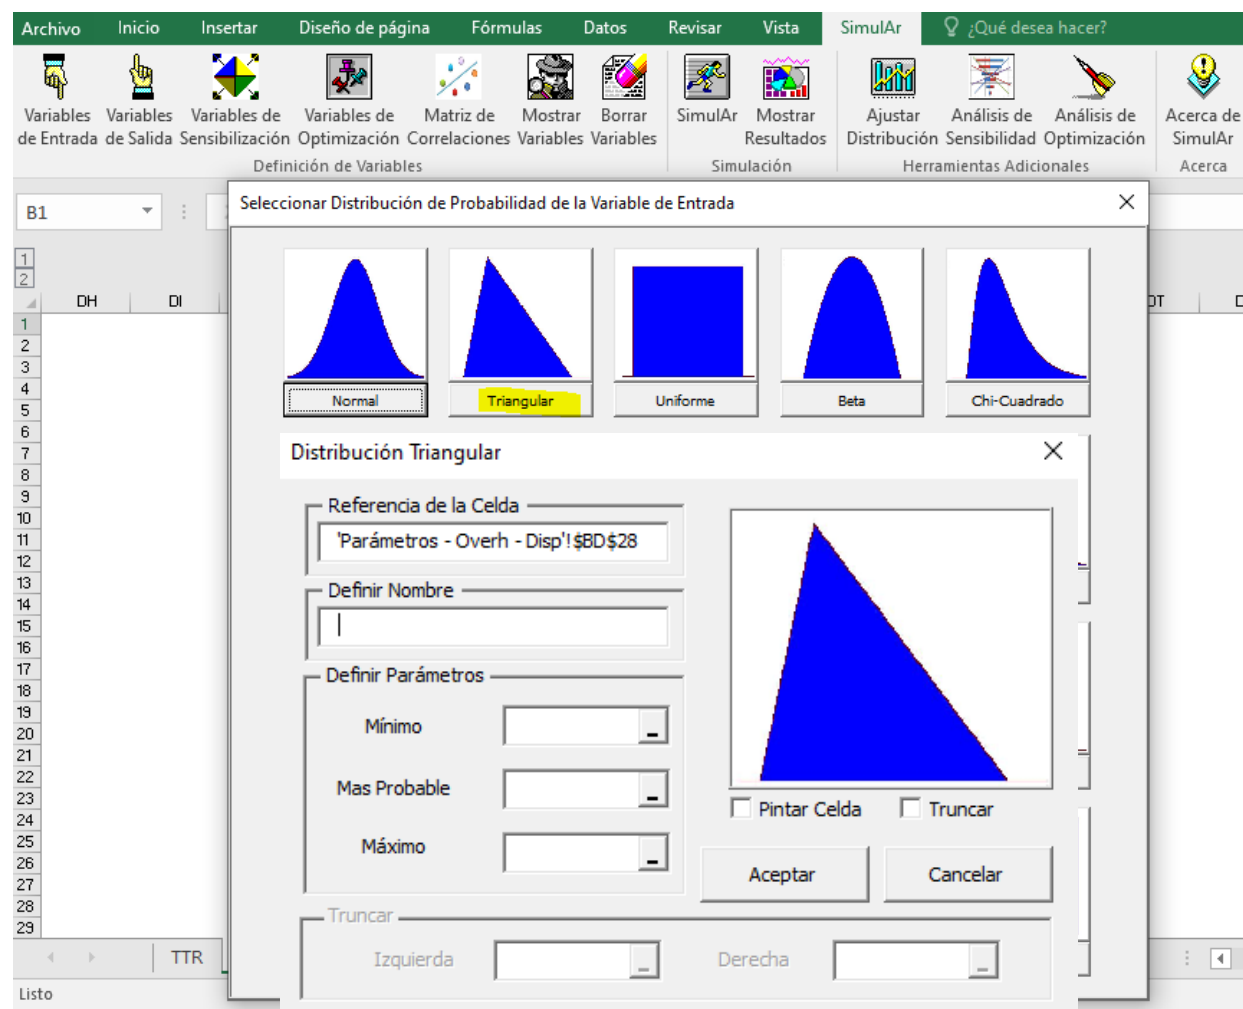 Archivo Inicio Insertar Diseño de página Fórmulas Datos Revisar Vista SimulAr ¿Qué desea hacer?
Variables de Entrada
Variables de Salida
Variables de Sensibilización
Variables de Optimización
Matriz de Correlaciones
Mostrar Variables
Borrar Variables
SimulAr
Mostrar Resultados
Ajustar Distribución
Análisis de Sensibilidad
Análisis de Optimización
Acerca de SimulAr
Definición de Variables Simulación Herramientas Adicionales Acerca
B1
Seleccionar Distribución de Probabilidad de la Variable de Entrada
1
2
DH DI
1
2
3
4
5
6
7
8
9
10
11
12
13
14
15
16
17
18
19
20
21
22
23
24
25
26
27
28
29
Normal Triangular Uniforme Beta Chi-Cuadrado
Distribución Triangular
Referencia de la Celda
'Parámetros - Overh - Disp'!$BD$28
Definir Nombre
Definir Parámetros
Mínimo
Mas Probable
Máximo
Pintar Celda Truncar
Aceptar Cancelar
Truncar
Izquierda Derecha
TTR
Listo